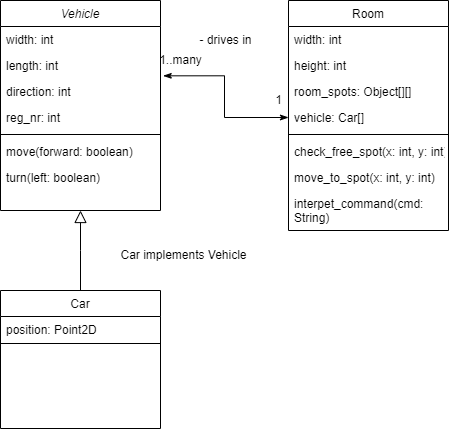 Vehicle
width: int
length: int
direction: int
reg_nr: int
move(forward: boolean)
turn(left: boolean)
- drives in
1..many
1
Room
width: int
height: int
room_spots: Object[][]
vehicle: Car[]
check_free_spot(x: int, y: int
move_to_spot(x: int, y: int)
interpet_command(cmd:
String)
Car implements Vehicle
Car
position: Point2D